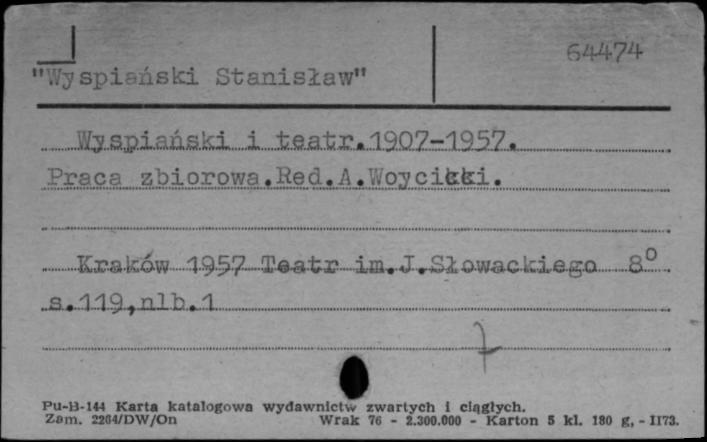 64474
"Wyspiański Stanisław"
Wyspiański i teatr.1907-1957.
Praca zbiorowa.Red.A.Woycicki.
Kraków 1957 Teatr im.J.Słowackiego 8°
s.119,nlb.1
Pu-B-144 Karta katalogowa wydawnictw zwartych i ciągłych.
Zam. 2264/DW/On Wrak 76 - 2.300.000 - Karton 5 kl. 180 g, - II73.